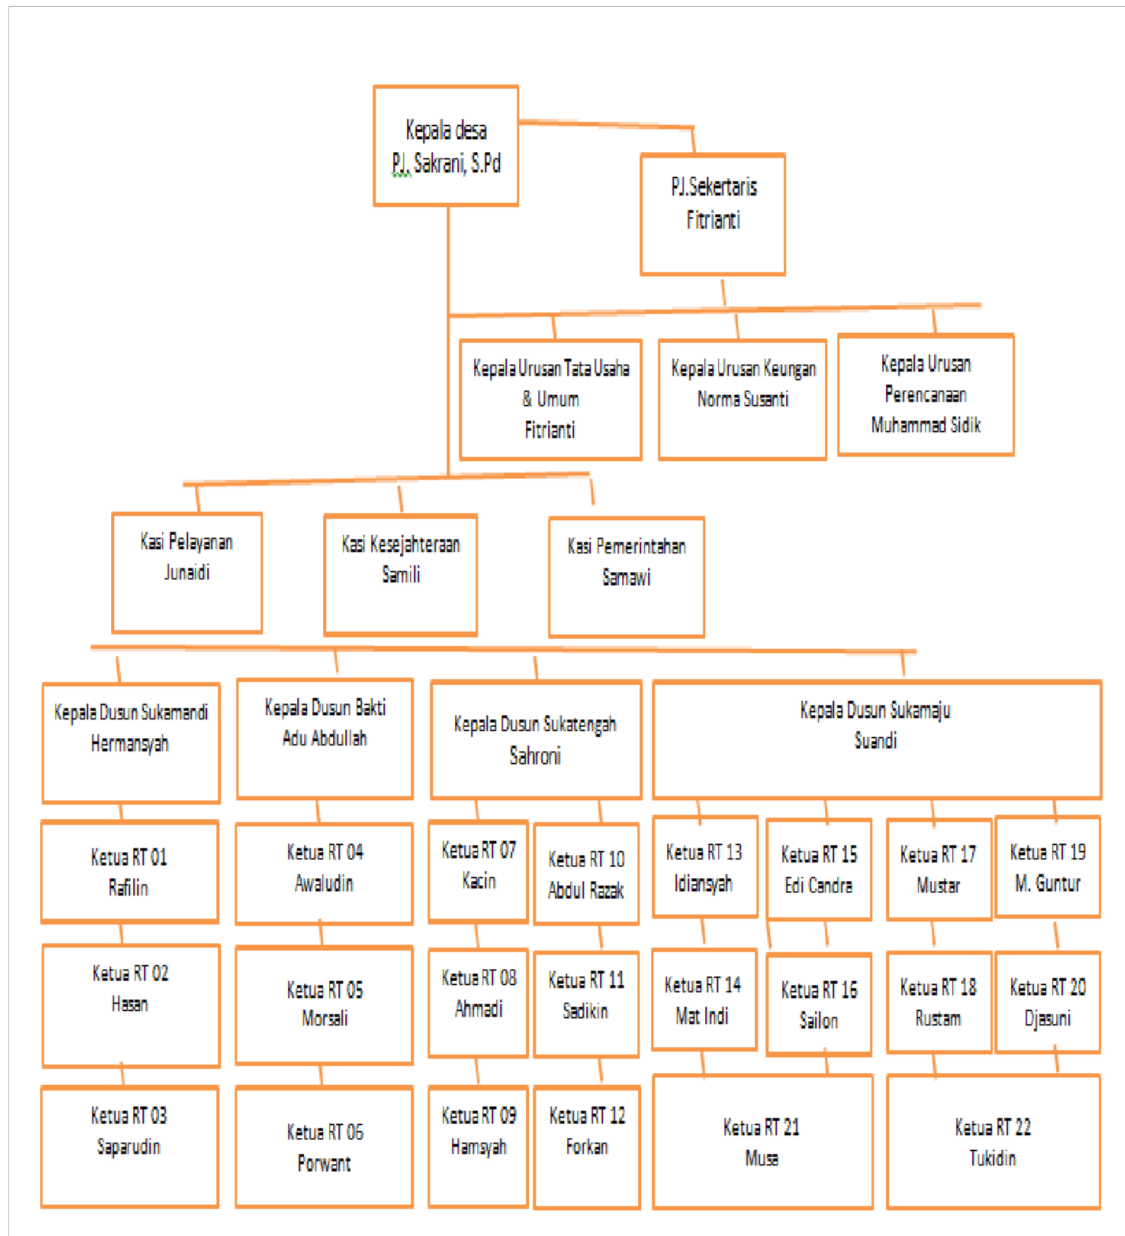 Kepala desa
PJ. Sakrani, S.Pd
PJ.Sekertaris
Fitrianti
Kepala Urusan Tata Usaha
& Umum
Fitrianti
Kepala Urusan Keungan
Norma Susanti
Kepala Urusan
Perencanaan
Muhammad Sidik
Kasi Pelayanan
Junaidi
Kasi Kesejahteraan
Samili
Kasi Pemerintahan
Samawi
Kepala Dusun Sukamandi
Hermansyah
Kepala Dusun Bakti
Adu Abdullah
Kepala Dusun Sukatengah
Sahroni
Kepala Dusun Sukamaju
Suandi
Ketua RT 01
Rafilin
Ketua RT 04
Awaludin
Ketua RT 07
Kacin
Ketua RT 10
Abdul Razak
Ketua RT 13
Idiansyah
Ketua RT 15
Edi Candra
Ketua RT 17
Mustar
Ketua RT 19
M. Guntur
Ketua RT 02
Hasan
Ketua RT 05
Morsali
Ketua RT 08
Ahmadi
Ketua RT 11
Sadikin
Ketua RT 14
Mat Indi
Ketua RT 16
Sailon
Ketua RT 18
Rustam
Ketua RT 20
Djasuni
Ketua RT 03
Saparudin
Ketua RT 06
Porwant
Ketua RT 09
Hamsyah
Ketua RT 12
Forkan
Ketua RT 21
Musa
Ketua RT 22
Tukidin